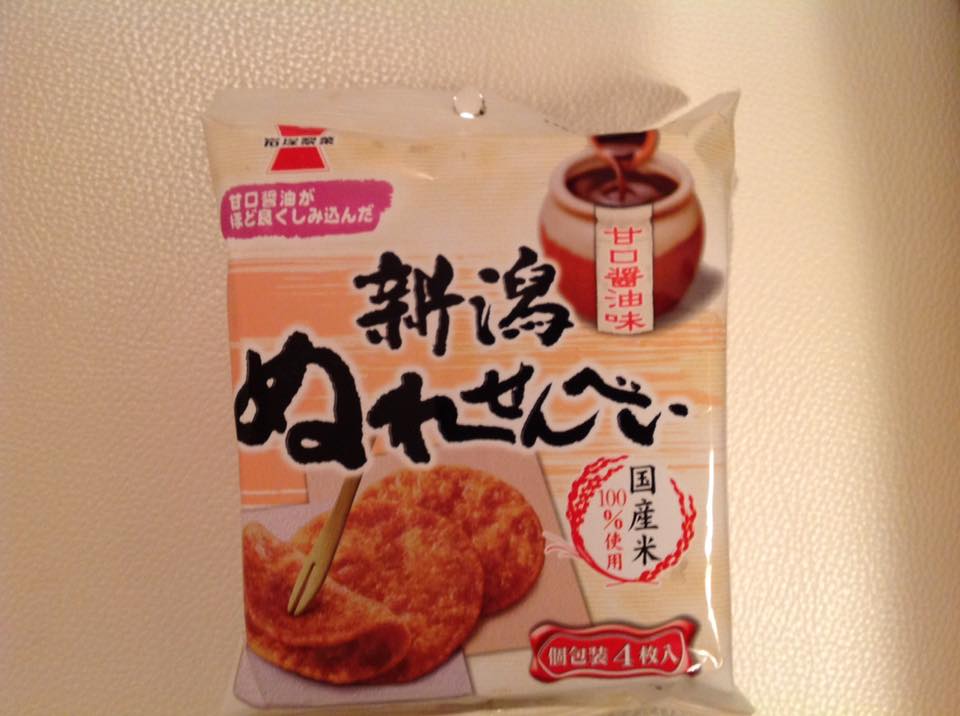 岩塚製菓
甘口醤油が
ほど良くしみ込んだ
甘口醤油味
新潟
ぬれせんべい
国産米
100%使用
個包装4枚入